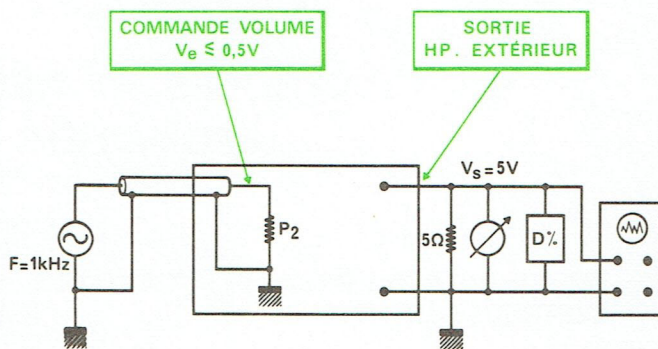 COMMANDE VOLUME
Ve ≤ 0,5V
SORTIE
HP. EXTÉRIEUR
VS = 5V
P2
5Ω
D%
F=1kHz